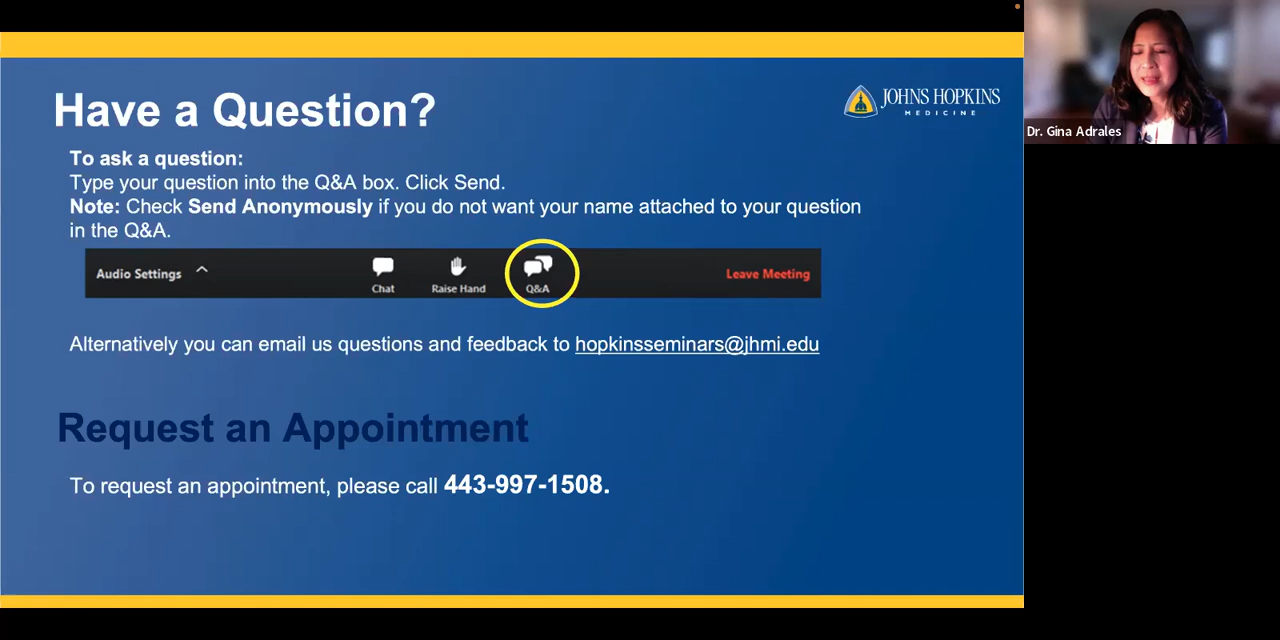 Have a Question?
JOHNS HOPKINS
MEDICINE
Dr. Gina Adrales
To ask a question:
Type your question into the Q&A box. Click Send.
Note: Check Send Anonymously if you do not want your name attached to your question
in the Q&A.
Audio Settings
Chat
Raise Hand
Q&A
Leave Meeting
Alternatively you can email us questions and feedback to hopkinsseminars@jhmi.edu
Request an Appointment
To request an appointment, please call 443-997-1508.